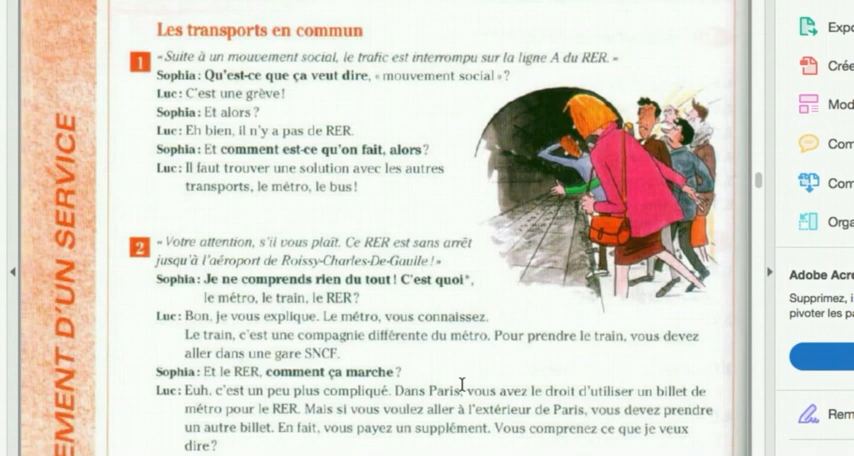 Les transports en commun
1 « Suite à un mouvement social, le trafic est interrompu sur la ligne A du RER. »
Sophia : Qu'est-ce que ça veut dire, « mouvement social » ?
Luc : C'est une grève !
Sophia : Et alors ?
Luc : Eh bien, il n'y a pas de RER.
Sophia : Et comment est-ce qu'on fait, alors ?
Luc : Il faut trouver une solution avec les autres
transports, le métro, le bus !
2 « Votre attention, s'il vous plaît. Ce RER est sans arrêt
jusqu'à l'aéroport de Roissy-Charles-De-Gaulle ! »
Sophia : Je ne comprends rien du tout ! C'est quoi*,
le métro, le train, le RER ?
Luc : Bon, je vous explique. Le métro, vous connaissez.
Le train, c'est une compagnie différente du métro. Pour prendre le train, vous devez
aller dans une gare SNCF.
Sophia : Et le RER, comment ça marche ?
Luc : Euh, c'est un peu plus compliqué. Dans Paris, vous avez le droit d'utiliser un billet de
métro pour le RER. Mais si vous voulez aller à l'extérieur de Paris, vous devez prendre
un autre billet. En fait, vous payez un supplément. Vous comprenez ce que je veux
dire ?
EMENT D'UN SERVICE
Expo
Crée
Mod
Com
Com
Orga
Adobe Acro
Supprimez, i
pivoter les pa
Rem